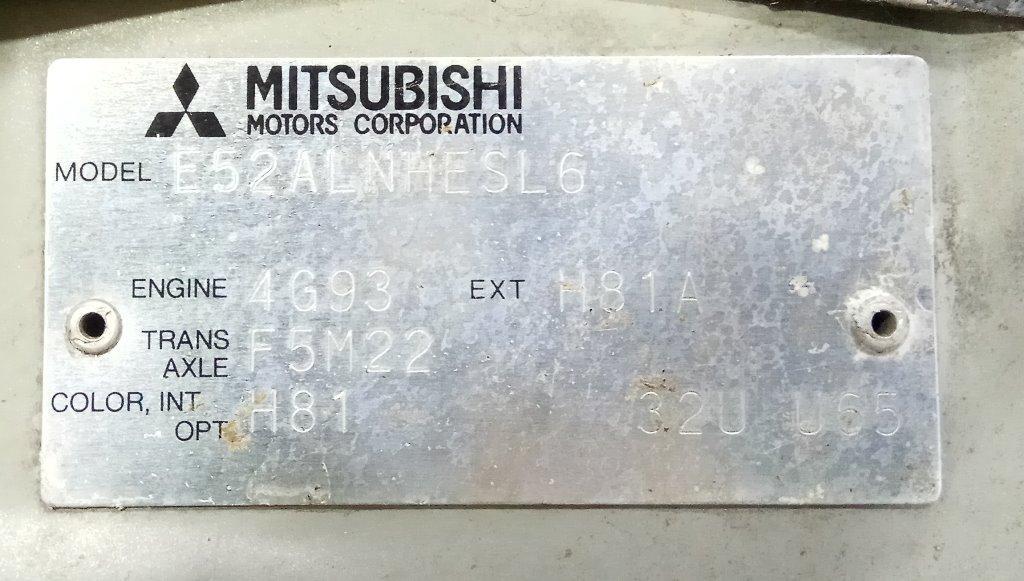 MITSUBISHI
MOTORS CORPORATION
MODEL E52ALNHESL6
ENGINE 4G93 EXT H81A
TRANS
AXLE F5M22
COLOR, INT
OPT H81 32U U65